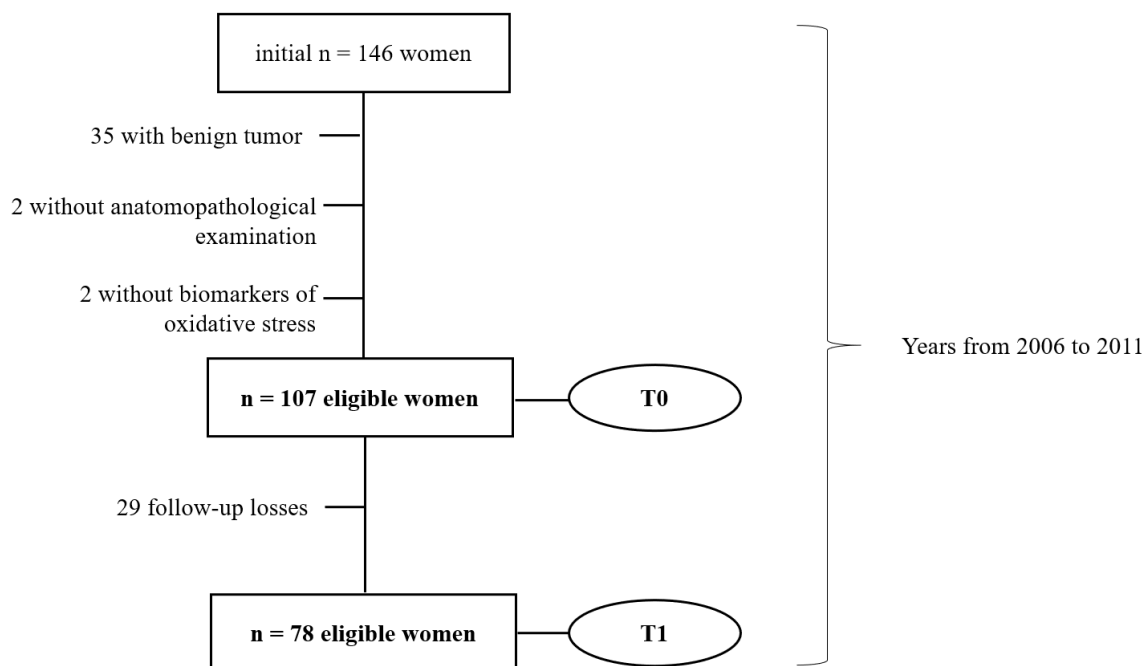 initial n = 146 women
35 with benign tumor
2 without anatomopathological
examination
2 without biomarkers of
oxidative stress
Years from 2006 to 2011
n = 107 eligible women
T0
29 follow-up losses
n = 78 eligible women
T1